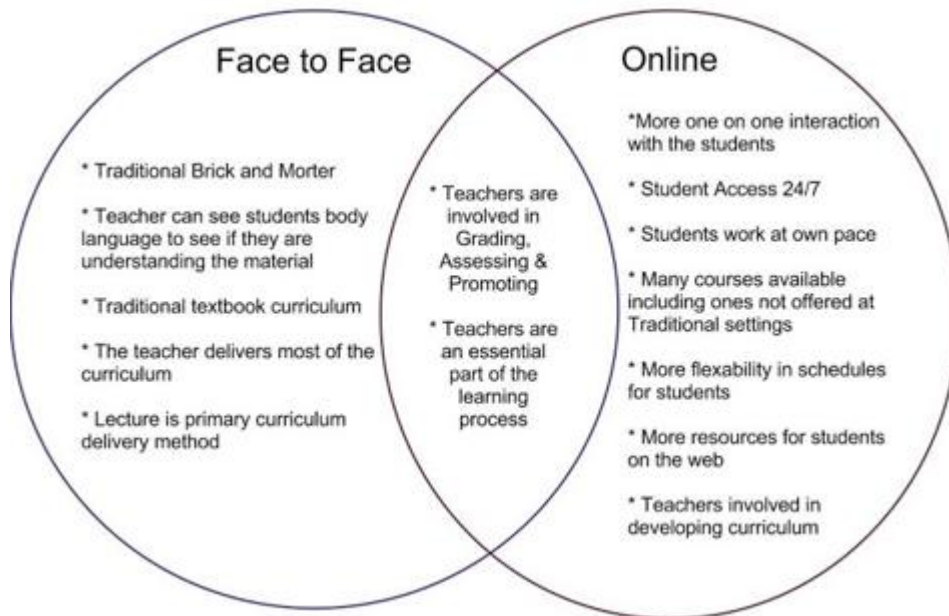 Face to Face
* Traditional Brick and Morter
* Teacher can see students body
language to see if they are
understanding the material
* Traditional textbook curriculum
* The teacher delivers most of the
curriculum
* Lecture is primary curriculum
delivery method
* Teachers are
involved in
Grading,
Assessing &
Promoting
* Teachers are
an essential
part of the
learning
process
Online
*More one on one interaction
with the students
* Student Access 24/7
* Students work at own pace
* Many courses available
including ones not offered at
Traditional settings
* More flexability in schedules
for students
* More resources for students
on the web
* Teachers involved in
developing curriculum